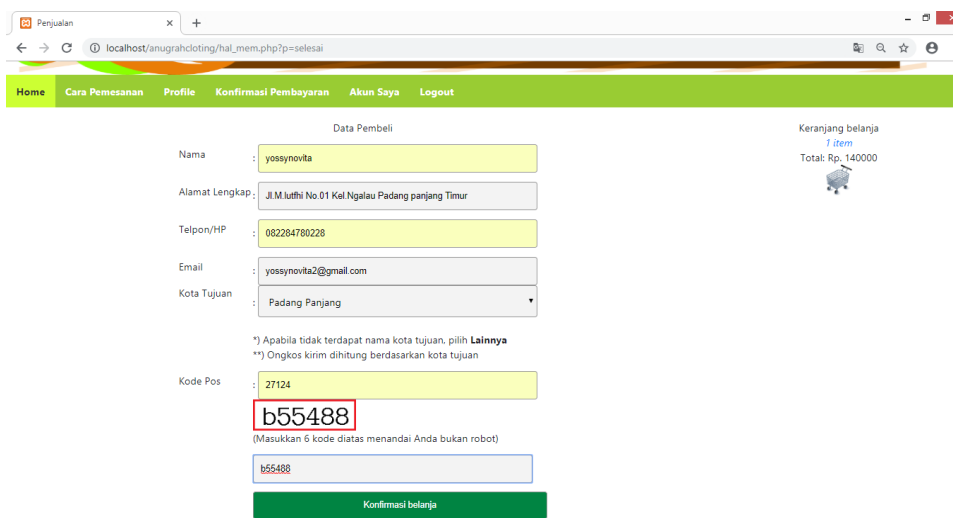 Penjualan
localhost/anugrahcloting/hal_mem.php?p=selesai
Home Cara Pemesanan Profile Konfirmasi Pembayaran Akun Saya Logout
Data Pembeli
Nama : yossynovita
Alamat Lengkap : Jl.M.lutfhi No.01 Kel.Ngalau Padang panjang Timur
Telpon/HP : 082284780228
Email : yossynovita2@gmail.com
Kota Tujuan : Padang Panjang
*) Apabila tidak terdapat nama kota tujuan, pilih Lainnya
**) Ongkos kirim dihitung berdasarkan kota tujuan
Kode Pos : 27124
b55488
(Masukkan 6 kode diatas menandai Anda bukan robot)
b55488
Konfirmasi belanja
Keranjang belanja
1 item
Total: Rp. 140000